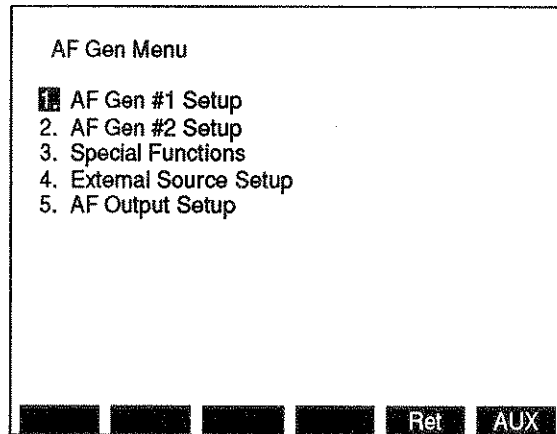 AF Gen Menu
1. AF Gen #1 Setup
2. AF Gen #2 Setup
3. Special Functions
4. External Source Setup
5. AF Output Setup
Ret AUX